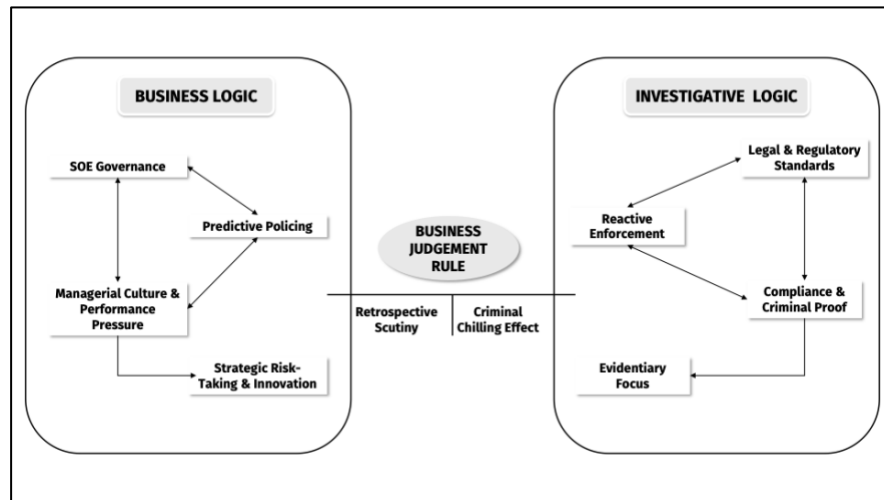 BUSINESS LOGIC
SOE Governance
Predictive Policing
Managerial Culture &
Performance
Pressure
Strategic Risk-
Taking & Innovation
BUSINESS
JUDGEMENT
RULE
Retrospective
Scutiny
Criminal
Chilling Effect
INVESTIGATIVE LOGIC
Legal & Regulatory
Standards
Reactive
Enforcement
Compliance &
Criminal Proof
Evidentiary
Focus